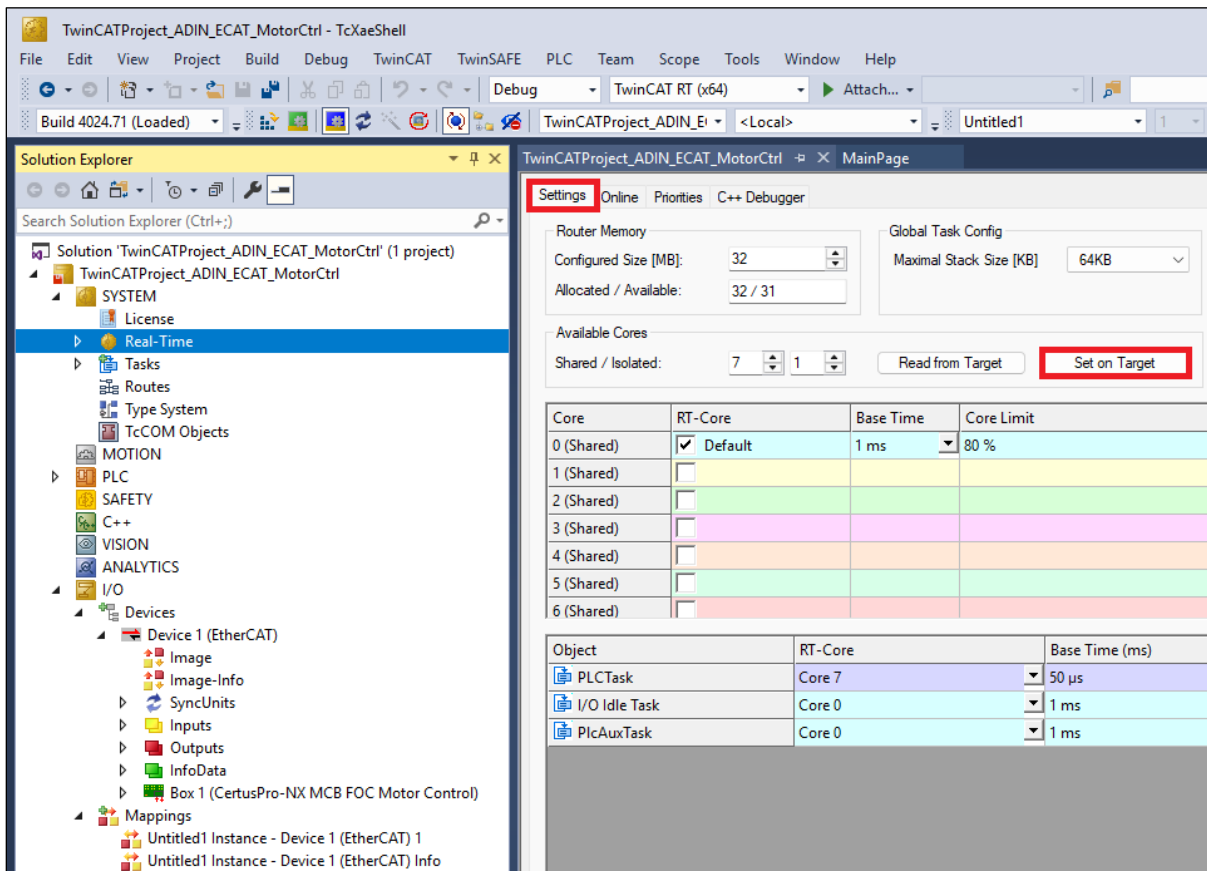 TwinCATProject_ADIN_ECAT_MotorCtrl - TcXaeShell
File Edit View Project Build Debug TwinCAT TwinSAFE PLC Team Scope Tools Window Help
Debug TwinCAT RT (x64) Attach...
Build 4024.71 (Loaded) TwinCATProject_ADIN_E <Local> Untitled1 1
Solution Explorer
Search Solution Explorer (Ctrl+;)
Solution 'TwinCATProject_ADIN_ECAT_MotorCtrl' (1 project)
TwinCATProject_ADIN_ECAT_MotorCtrl
SYSTEM
License
Real-Time
Tasks
Routes
Type System
TcCOM Objects
MOTION
PLC
SAFETY
C++
VISION
ANALYTICS
I/O
Devices
Device 1 (EtherCAT)
Image
Image-Info
SyncUnits
Inputs
Outputs
InfoData
Box 1 (CertusPro-NX MCB FOC Motor Control)
Mappings
Untitled1 Instance - Device 1 (EtherCAT) 1
Untitled1 Instance - Device 1 (EtherCAT) Info
TwinCATProject_ADIN_ECAT_MotorCtrl MainPage
Settings Online Priorities C++ Debugger
Router Memory
Configured Size [MB]: 32
Allocated / Available: 32 / 31
Global Task Config
Maximal Stack Size [KB] 64KB
Available Cores
Shared / Isolated: 7 1 Read from Target Set on Target
Core RT-Core Base Time Core Limit
0 (Shared) Default 1 ms 80 %
1 (Shared)
2 (Shared)
3 (Shared)
4 (Shared)
5 (Shared)
6 (Shared)
Object RT-Core Base Time (ms)
PLCTask Core 7 50 µs
I/O Idle Task Core 0 1 ms
PlcAuxTask Core 0 1 ms